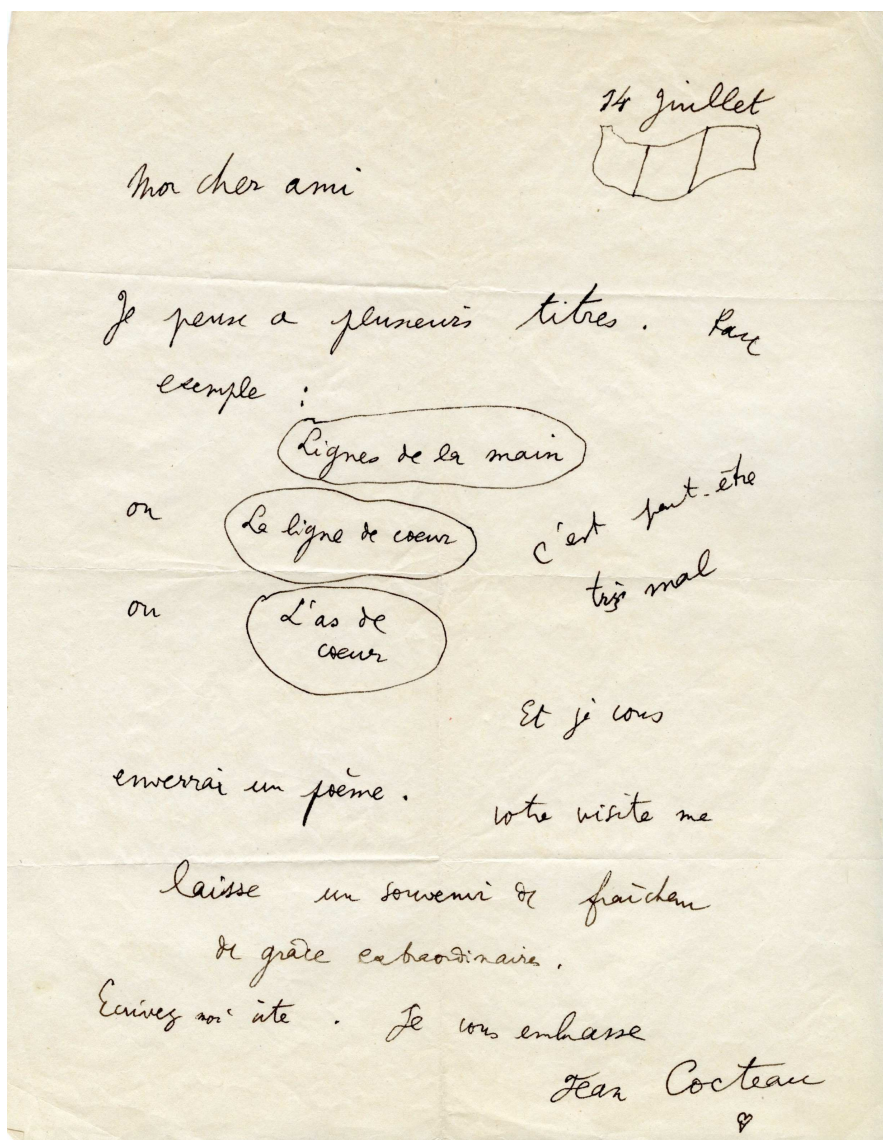 14 Juillet
Mon cher ami
Je pense a plusieurs titres. Par
exemple :
Lignes de la main
ou La ligne de coeur
c'est peut-être
très mal
ou L'as de
coeur
Et je vous
enverrai un poème.
votre visite me
laisse un souvenir de fraîcheur
de grâce extraordinaires.
Ecrivez moi vite. Je vous embrasse
Jean Cocteau